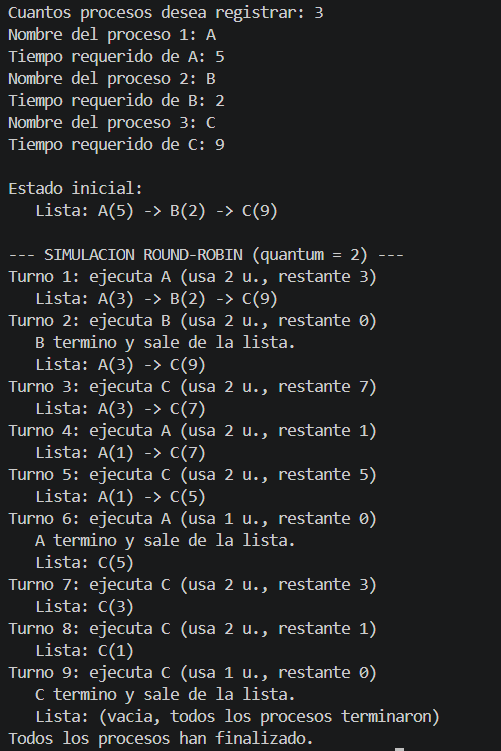 Cuantos procesos desea registrar: 3
Nombre del proceso 1: A
Tiempo requerido de A: 5
Nombre del proceso 2: B
Tiempo requerido de B: 2
Nombre del proceso 3: C
Tiempo requerido de C: 9

Estado inicial:
   Lista: A(5) -> B(2) -> C(9)

--- SIMULACION ROUND-ROBIN (quantum = 2) ---
Turno 1: ejecuta A (usa 2 u., restante 3)
   Lista: A(3) -> B(2) -> C(9)
Turno 2: ejecuta B (usa 2 u., restante 0)
   B termino y sale de la lista.
   Lista: A(3) -> C(9)
Turno 3: ejecuta C (usa 2 u., restante 7)
   Lista: A(3) -> C(7)
Turno 4: ejecuta A (usa 2 u., restante 1)
   Lista: A(1) -> C(7)
Turno 5: ejecuta C (usa 2 u., restante 5)
   Lista: A(1) -> C(5)
Turno 6: ejecuta A (usa 1 u., restante 0)
   A termino y sale de la lista.
   Lista: C(5)
Turno 7: ejecuta C (usa 2 u., restante 3)
   Lista: C(3)
Turno 8: ejecuta C (usa 2 u., restante 1)
   Lista: C(1)
Turno 9: ejecuta C (usa 1 u., restante 0)
   C termino y sale de la lista.
   Lista: (vacia, todos los procesos terminaron)
Todos los procesos han finalizado.